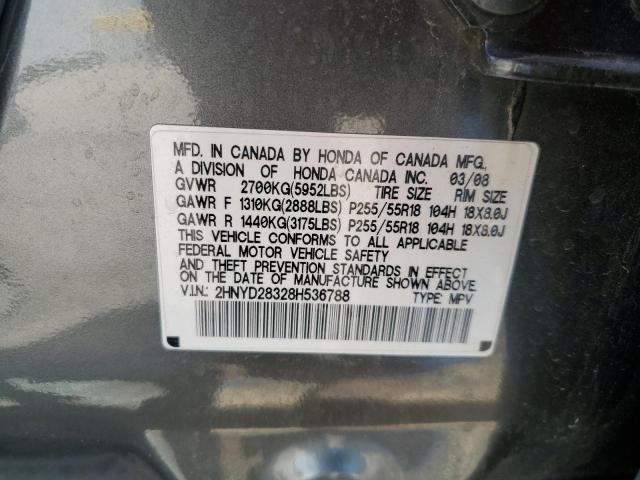 MFD. IN CANADA BY HONDA OF CANADA MFG.,
A DIVISION OF HONDA CANADA INC. 03/08
GVWR 2700KG(5952LBS) TIRE SIZE RIM SIZE
GAWR F 1310KG(2888LBS) P255/55R18 104H 18X8.0J
GAWR R 1440KG(3175LBS) P255/55R18 104H 18X8.0J
THIS VEHICLE CONFORMS TO ALL APPLICABLE
FEDERAL MOTOR VEHICLE SAFETY
AND THEFT PREVENTION STANDARDS IN EFFECT
ON THE DATE OF MANUFACTURE SHOWN ABOVE.
V.I.N.: 2HNYD28328H536788 TYPE: MPV